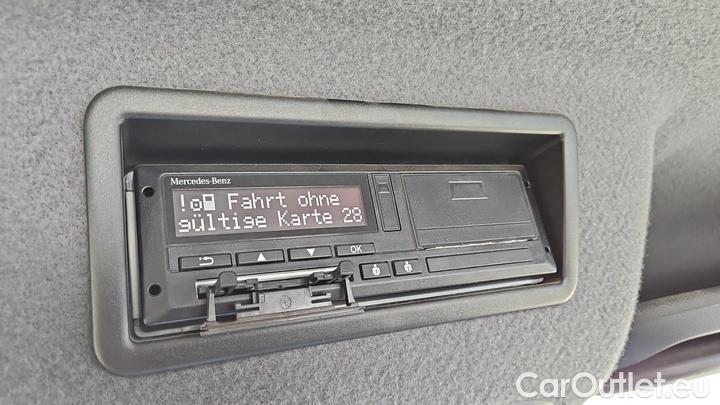 Mercedes-Benz
! Fahrt ohne
gültige Karte 28
OK
CarOutlet.eu